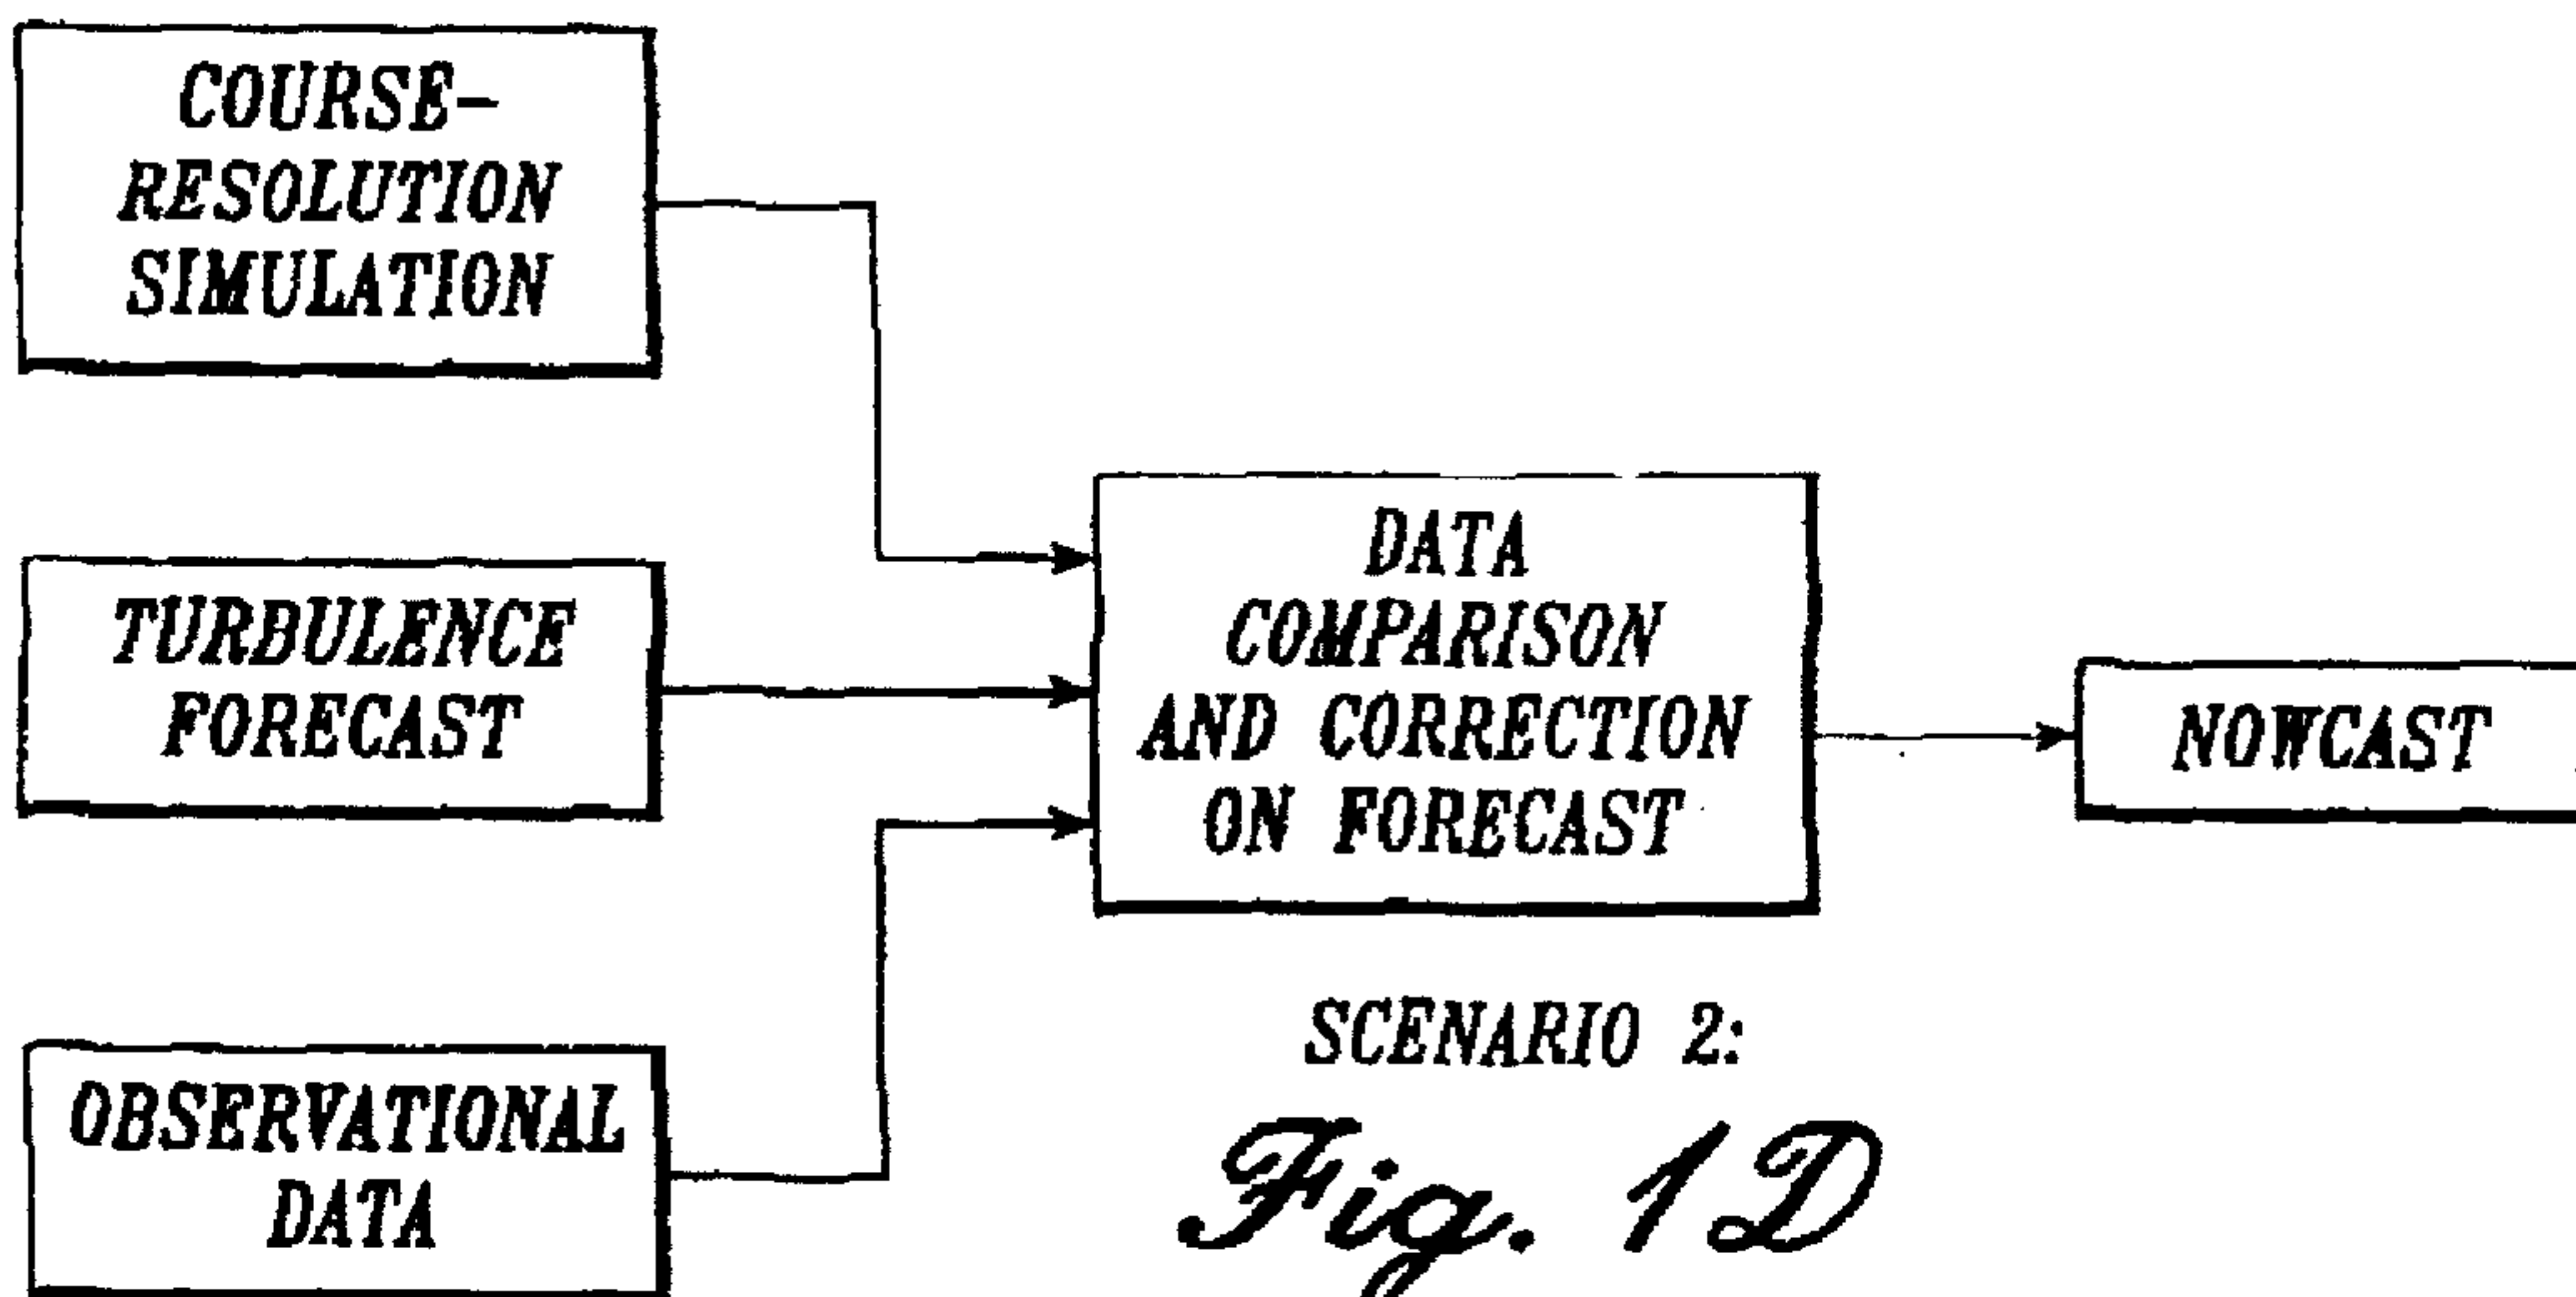 COURSE-
RESOLUTION
SIMULATION
TURBULENCE
FORECAST
OBSERVATIONAL
DATA
DATA
COMPARISON
AND CORRECTION
ON FORECAST
NOWCAST
SCENARIO 2:
Fig. 1D